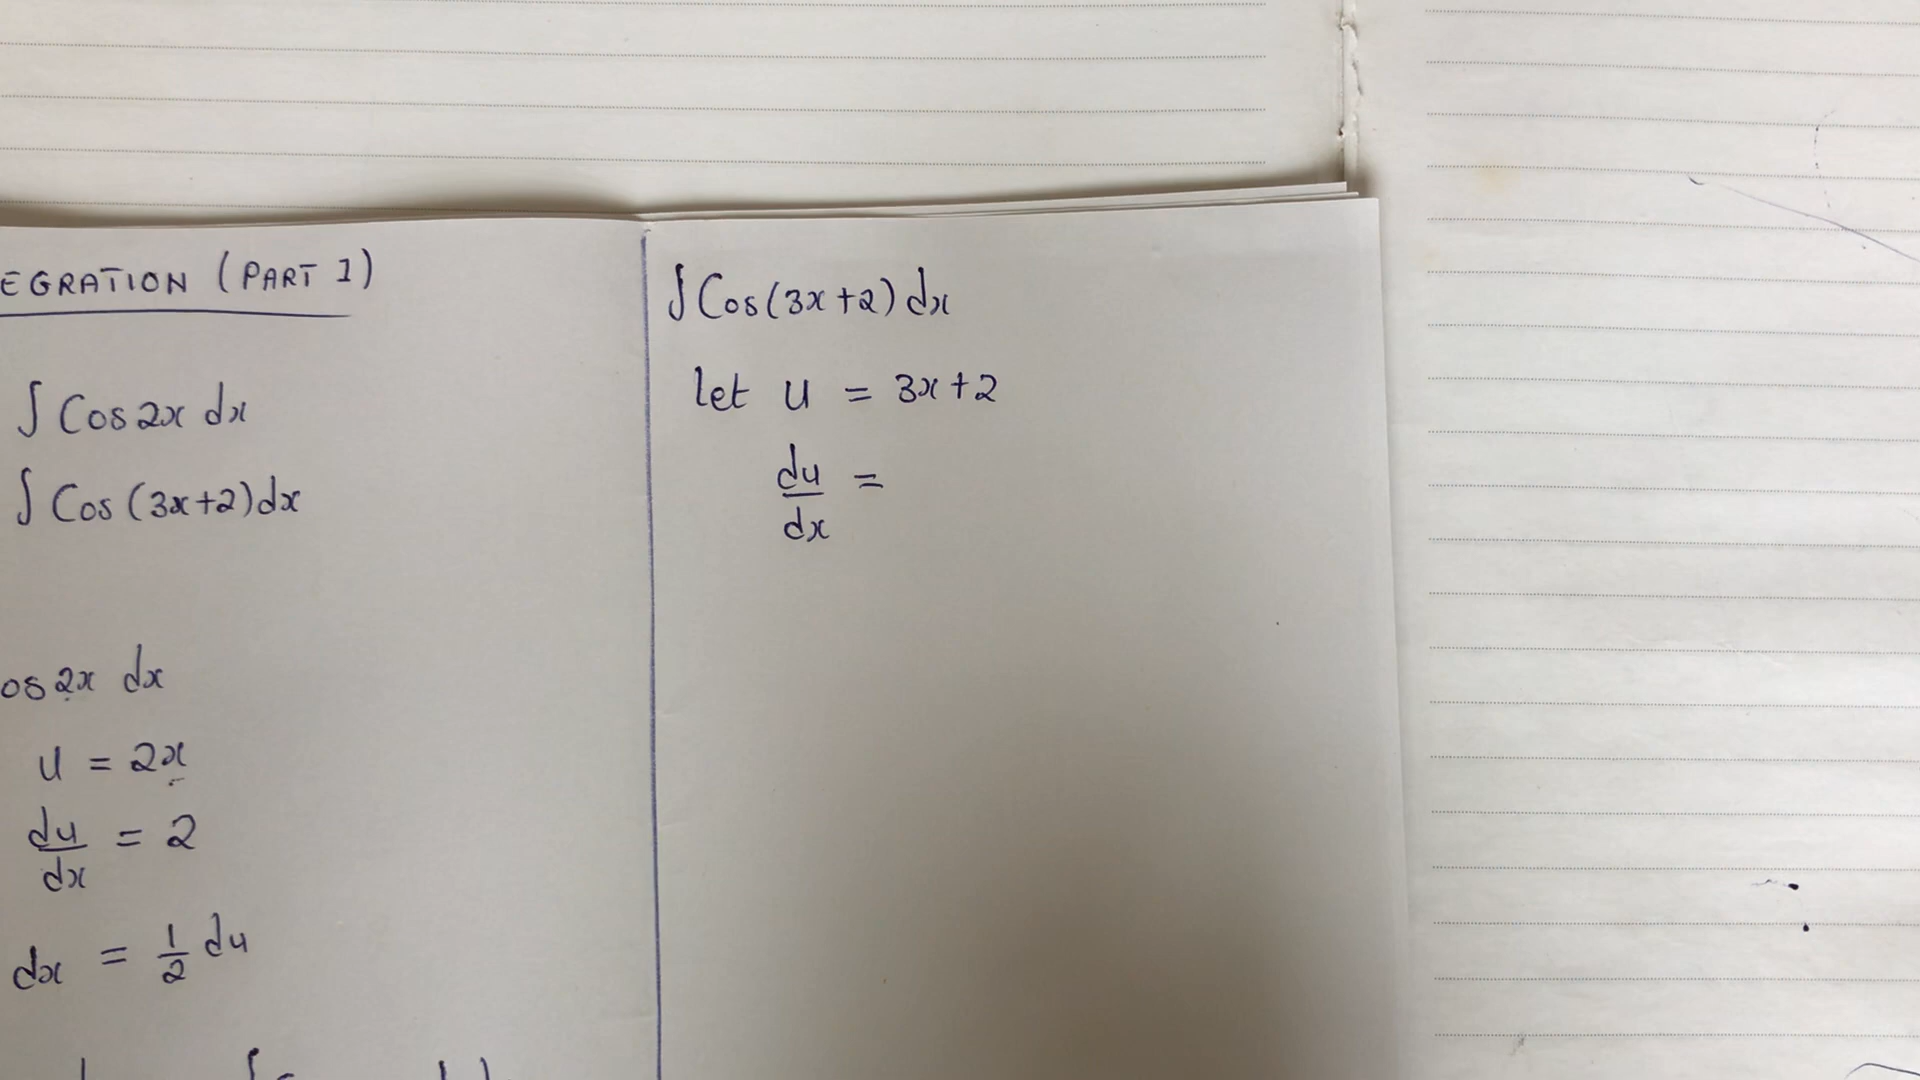 EGRATION (PART 1)
∫ Cos 2x dx
∫ Cos (3x+2) dx
os 2x dx
u = 2x
du/dx = 2
dx = 1/2 du
∫ Cos(3x+2) dx
let u = 3x+2
du/dx =